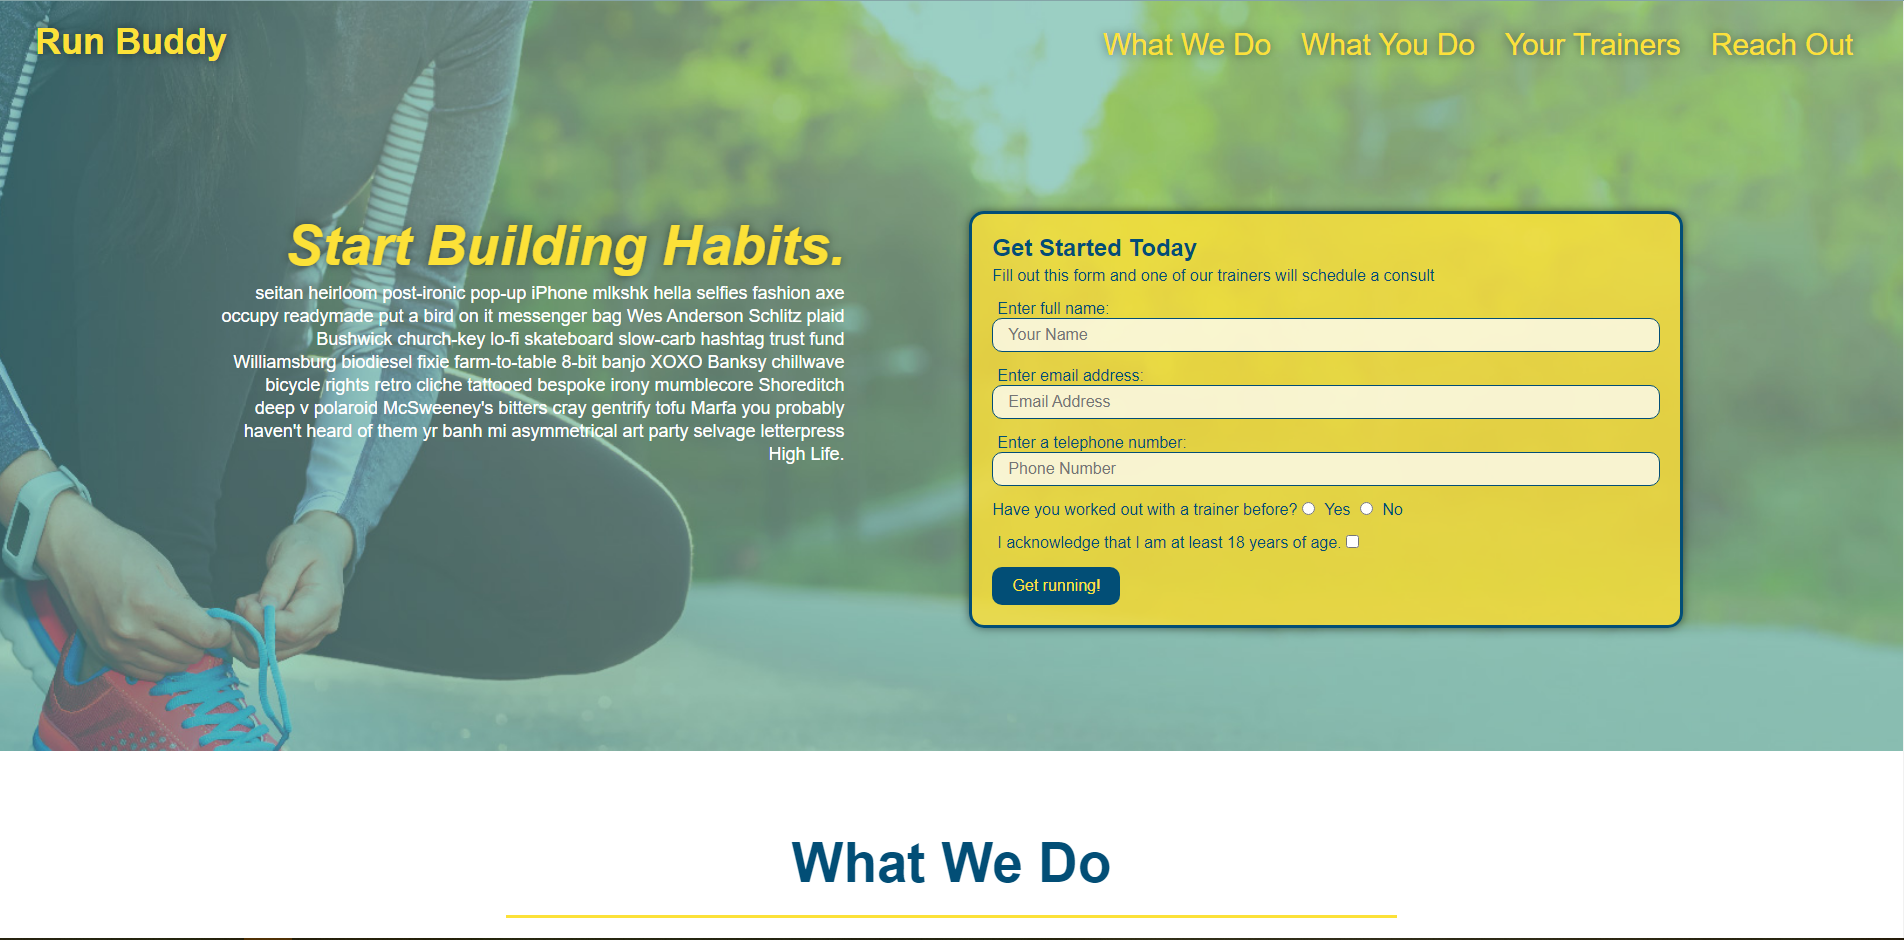 Run Buddy
What We Do
What You Do
Your Trainers
Reach Out
Start Building Habits.
seitan heirloom post-ironic pop-up iPhone mlkshk hella selfies fashion axe
occupy readymade put a bird on it messenger bag Wes Anderson Schlitz plaid
Bushwick church-key lo-fi skateboard slow-carb hashtag trust fund
Williamsburg biodiesel fixie farm-to-table 8-bit banjo XOXO Banksy chillwave
bicycle rights retro cliche tattooed bespoke irony mumblecore Shoreditch
deep v polaroid McSweeney's bitters cray gentrify tofu Marfa you probably
haven't heard of them yr banh mi asymmetrical art party selvage letterpress
High Life.
Get Started Today
Fill out this form and one of our trainers will schedule a consult
Enter full name:
Your Name
Enter email address:
Email Address
Enter a telephone number:
Phone Number
Have you worked out with a trainer before? Yes No
I acknowledge that I am at least 18 years of age.
Get running!
What We Do